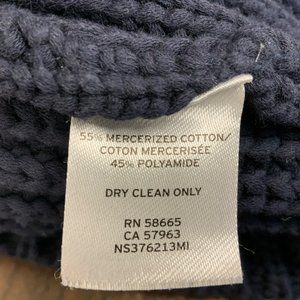 55% MERCERIZED COTTON/
COTON MERCERISÉE
45% POLYAMIDE
DRY CLEAN ONLY
RN 58665
CA 57963
NS376213MI